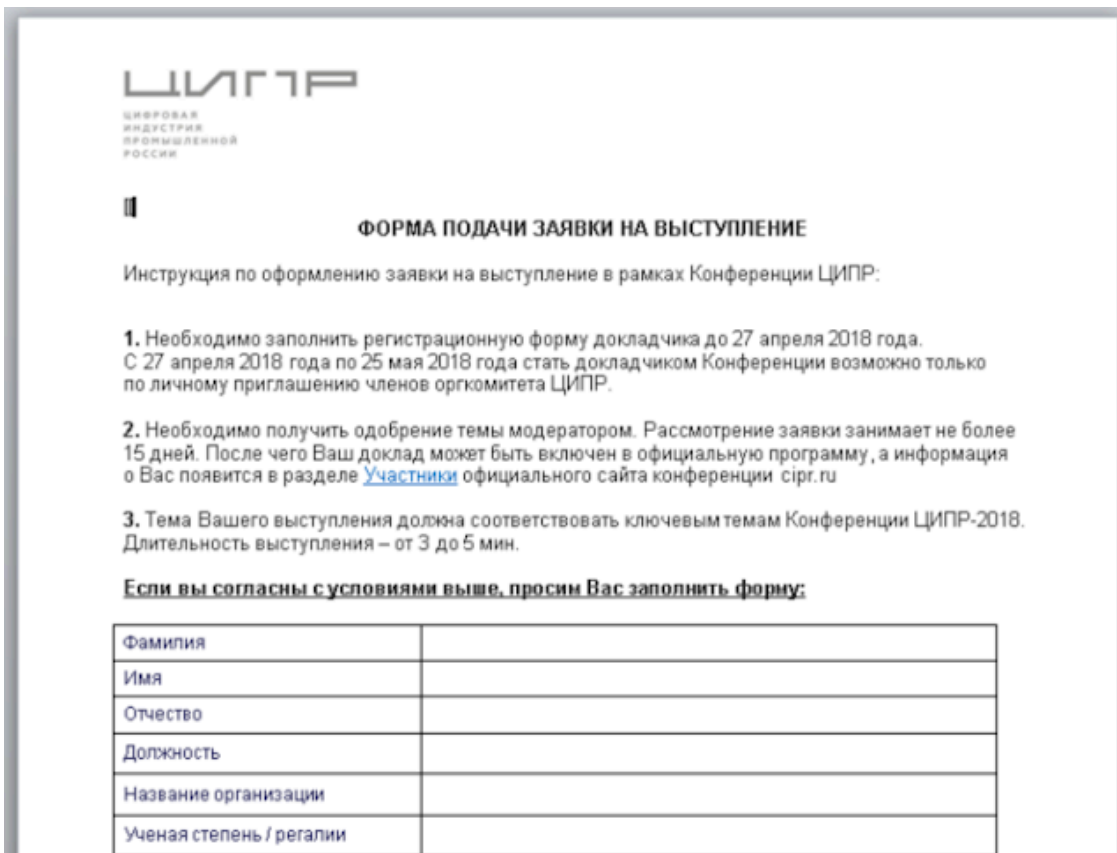 ЦИПР
ЦИФРОВАЯ
ИНДУСТРИЯ
ПРОМЫШЛЕННОЙ
РОССИИ
ФОРМА ПОДАЧИ ЗАЯВКИ НА ВЫСТУПЛЕНИЕ
Инструкция по оформлению заявки на выступление в рамках Конференции ЦИПР:
1. Необходимо заполнить регистрационную форму докладчика до 27 апреля 2018 года.
С 27 апреля 2018 года по 25 мая 2018 года стать докладчиком Конференции возможно только
по личному приглашению членов оргкомитета ЦИПР.
2. Необходимо получить одобрение темы модератором. Рассмотрение заявки занимает не более
15 дней. После чего Ваш доклад может быть включен в официальную программу, а информация
о Вас появится в разделе Участники официального сайта конференции cipr.ru
3. Тема Вашего выступления должна соответствовать ключевым темам Конференции ЦИПР-2018.
Длительность выступления – от 3 до 5 мин.
Если вы согласны с условиями выше, просим Вас заполнить форму:
Фамилия
Имя
Отчество
Должность
Название организации
Ученая степень / регалии